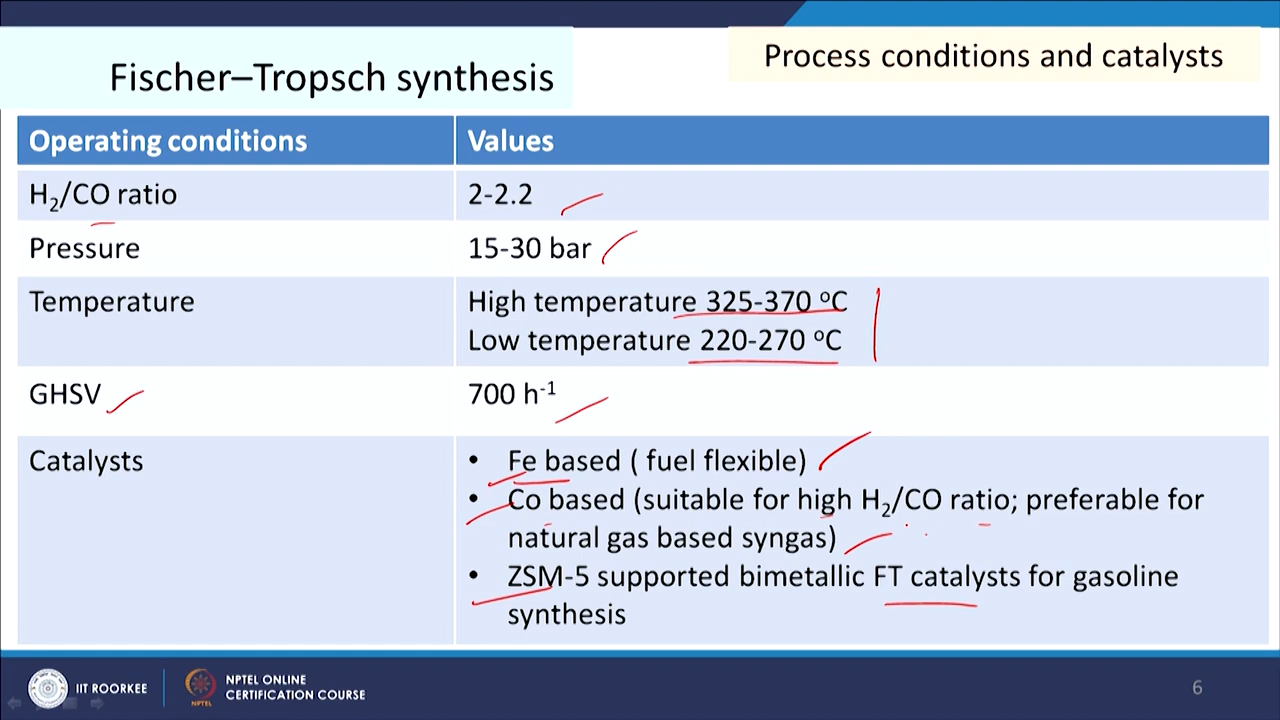 Process conditions and catalysts
Fischer–Tropsch synthesis
Operating conditions
Values
H₂/CO ratio
2-2.2
Pressure
15-30 bar
Temperature
High temperature 325-370 ᵒC
Low temperature 220-270 ᵒC
GHSV
700 h⁻¹
Catalysts
• Fe based ( fuel flexible)
• Co based (suitable for high H₂/CO ratio; preferable for
natural gas based syngas)
• ZSM-5 supported bimetallic FT catalysts for gasoline
synthesis
IIT ROORKEE
NPTEL
NPTEL ONLINE
CERTIFICATION COURSE
6